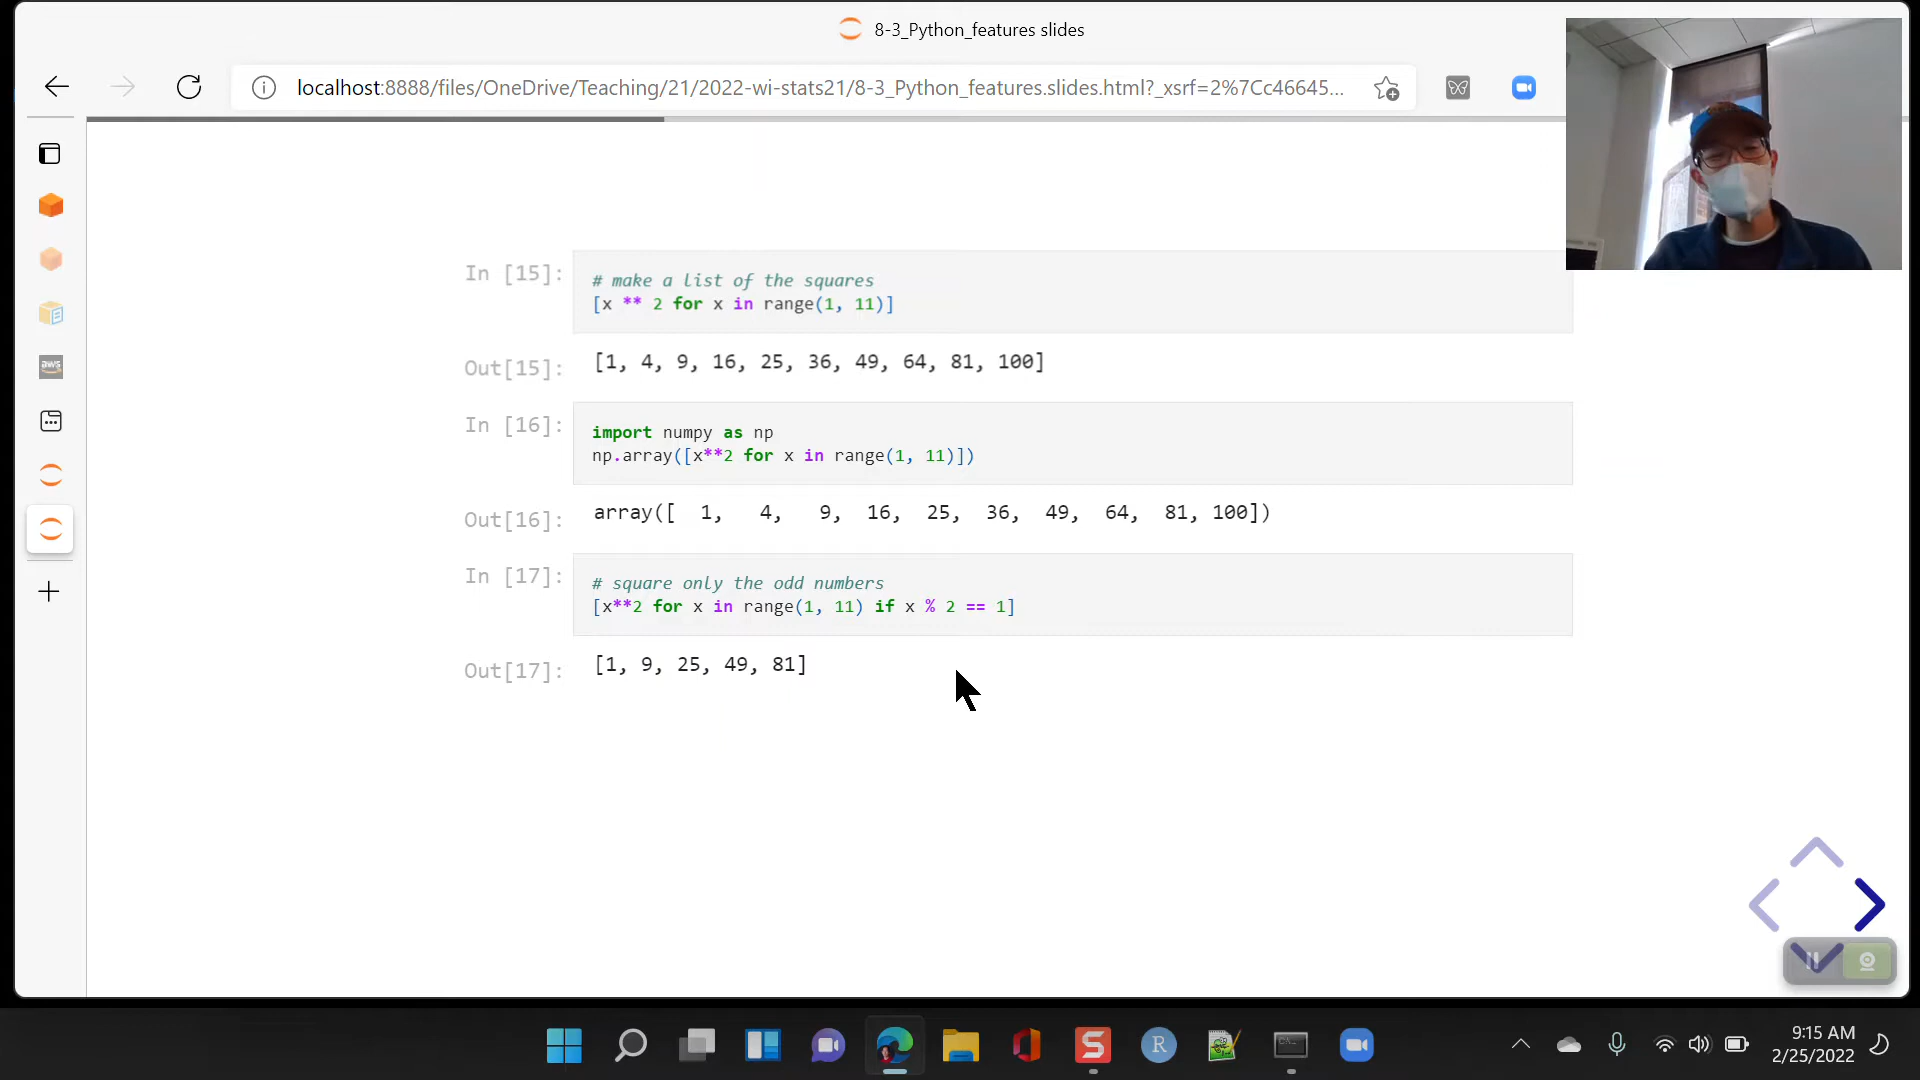 8-3_Python_features slides
localhost:8888/files/OneDrive/Teaching/21/2022-wi-stats21/8-3_Python_features.slides.html?_xsrf=2%7Cc46645...
aws
In [15]:
# make a list of the squares
[x ** 2 for x in range(1, 11)]
Out[15]:
[1, 4, 9, 16, 25, 36, 49, 64, 81, 100]
In [16]:
import numpy as np
np.array([x**2 for x in range(1, 11)])
Out[16]:
array([  1,   4,   9,  16,  25,  36,  49,  64,  81, 100])
In [17]:
# square only the odd numbers
[x**2 for x in range(1, 11) if x % 2 == 1]
Out[17]:
[1, 9, 25, 49, 81]
S
R
9:15 AM
2/25/2022